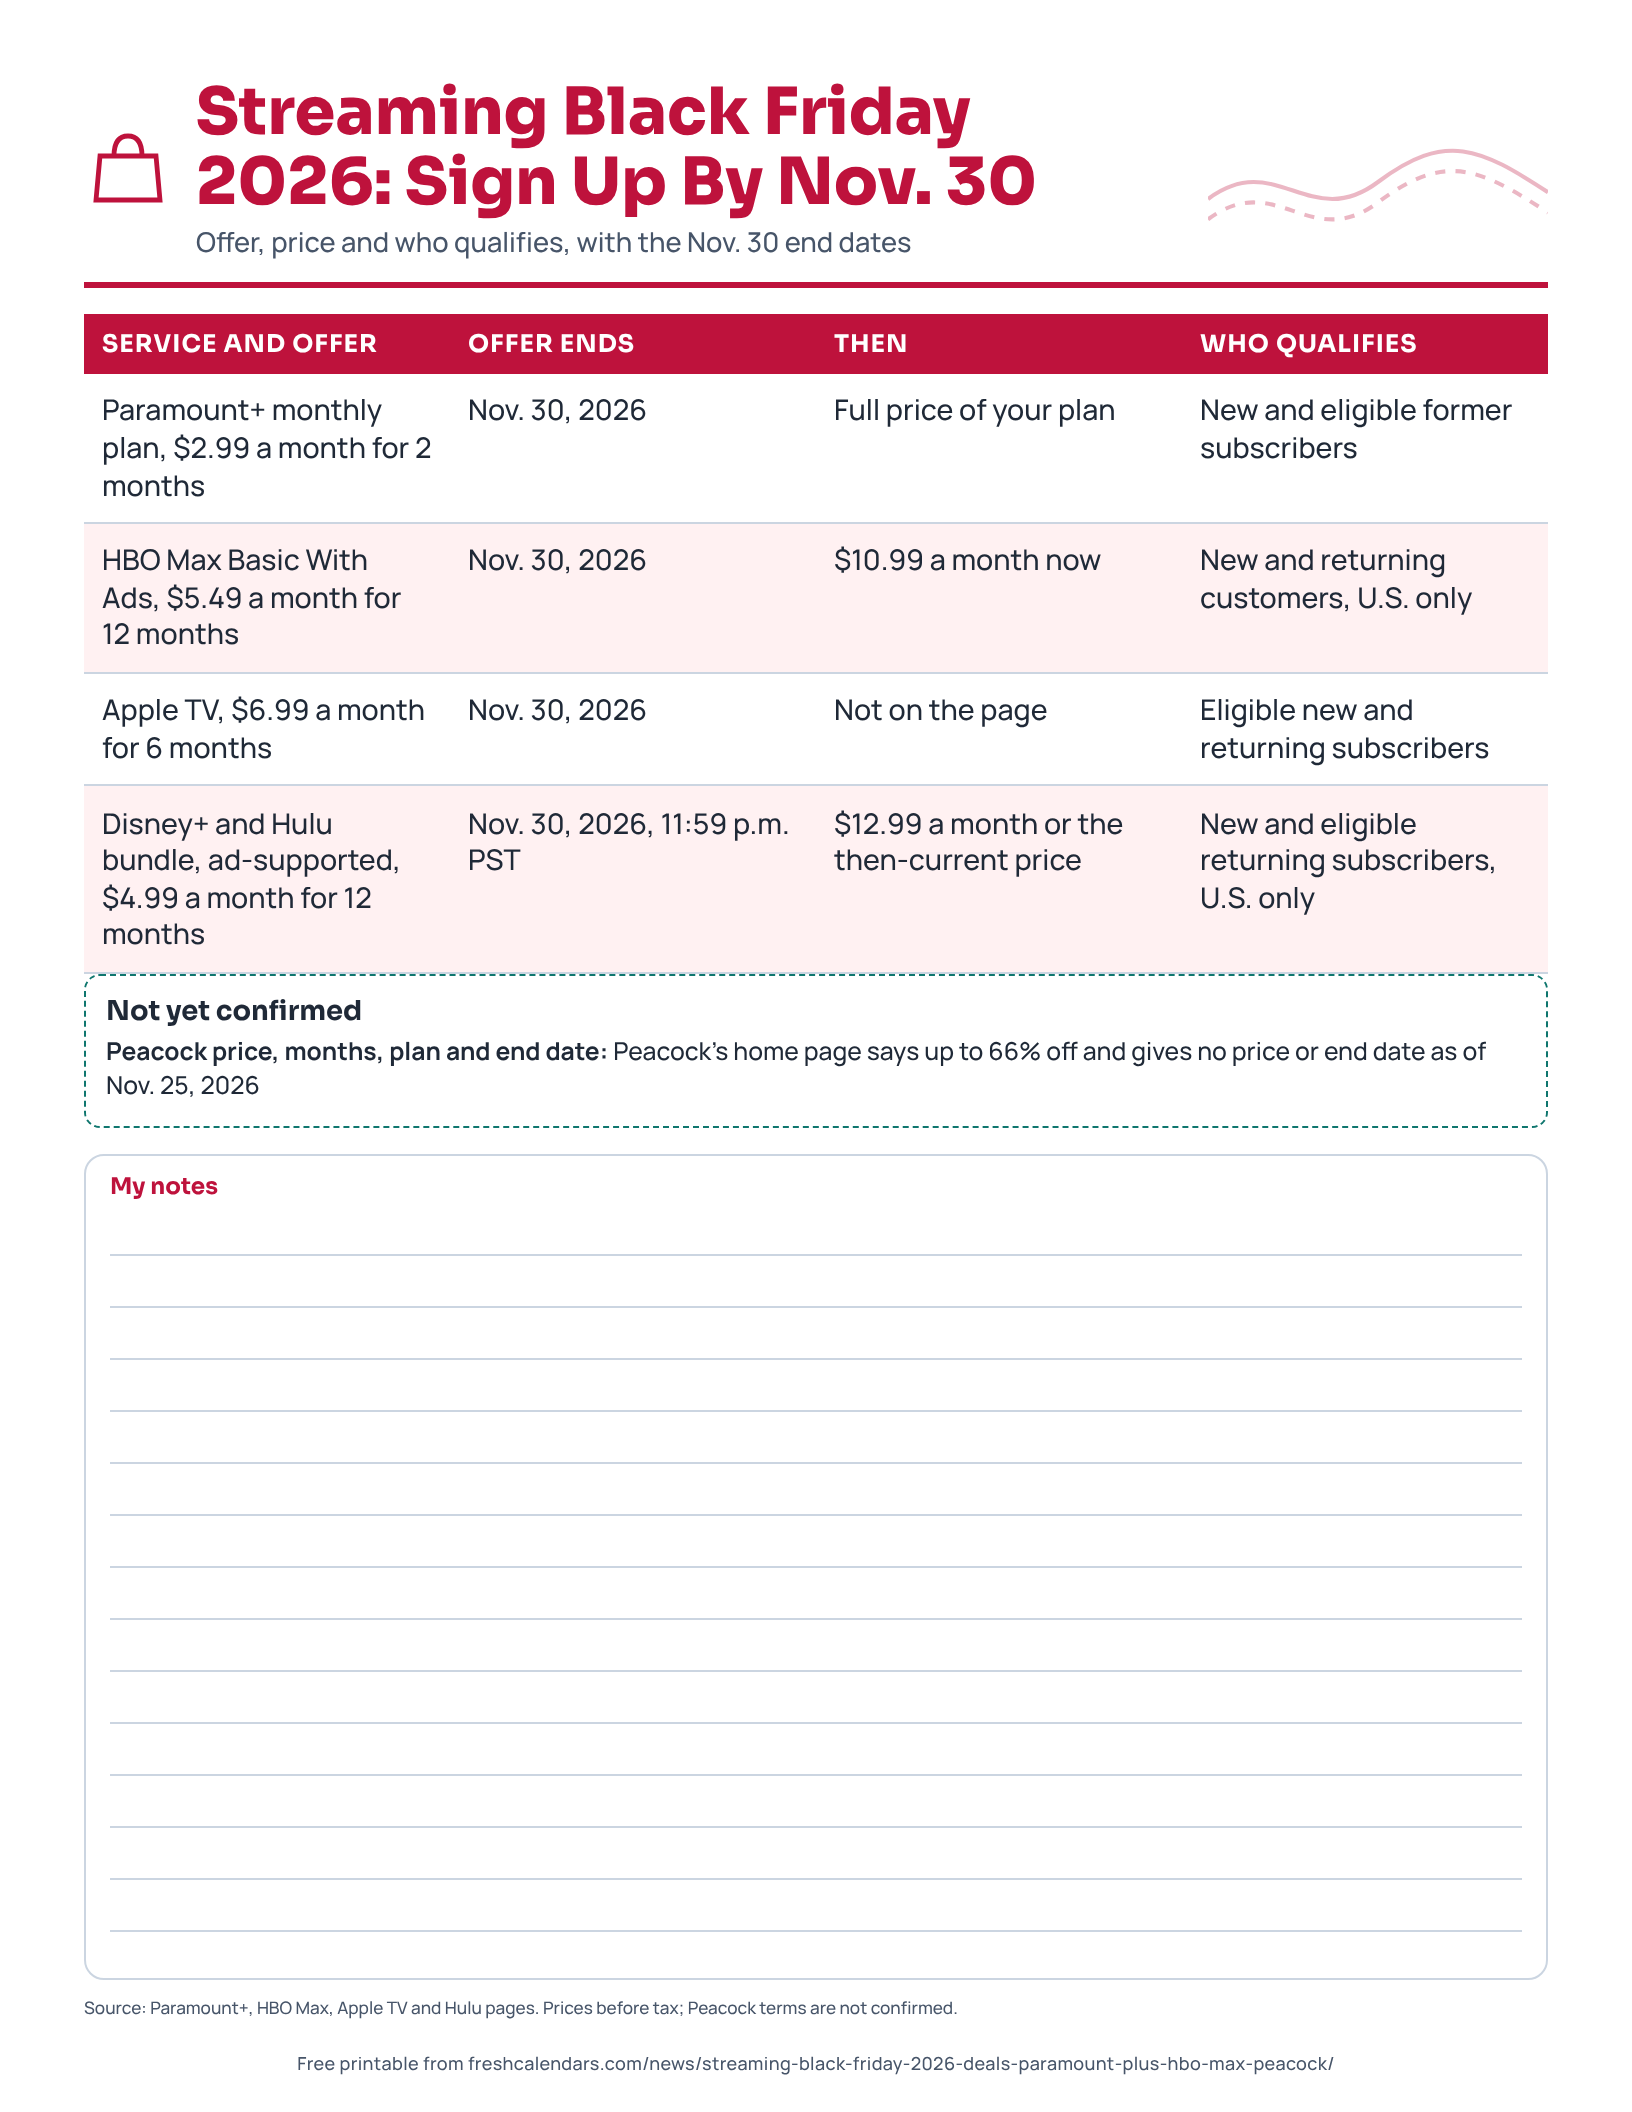 Streaming Black Friday
2026: Sign Up By Nov. 30
Offer, price and who qualifies, with the Nov. 30 end dates
SERVICE AND OFFER OFFER ENDS THEN WHO QUALIFIES
Paramount+ monthly
plan, $2.99 a month for 2
months
Nov. 30, 2026
Full price of your plan
New and eligible former
subscribers
HBO Max Basic With
Ads, $5.49 a month for
12 months
Nov. 30, 2026
$10.99 a month now
New and returning
customers, U.S. only
Apple TV, $6.99 a month
for 6 months
Nov. 30, 2026
Not on the page
Eligible new and
returning subscribers
Disney+ and Hulu
bundle, ad-supported,
$4.99 a month for 12
months
Nov. 30, 2026, 11:59 p.m.
PST
$12.99 a month or the
then-current price
New and eligible
returning subscribers,
U.S. only
Not yet confirmed
Peacock price, months, plan and end date: Peacock’s home page says up to 66% off and gives no price or end date as of
Nov. 25, 2026
My notes
Source: Paramount+, HBO Max, Apple TV and Hulu pages. Prices before tax; Peacock terms are not confirmed.
Free printable from freshcalendars.com/news/streaming-black-friday-2026-deals-paramount-plus-hbo-max-peacock/